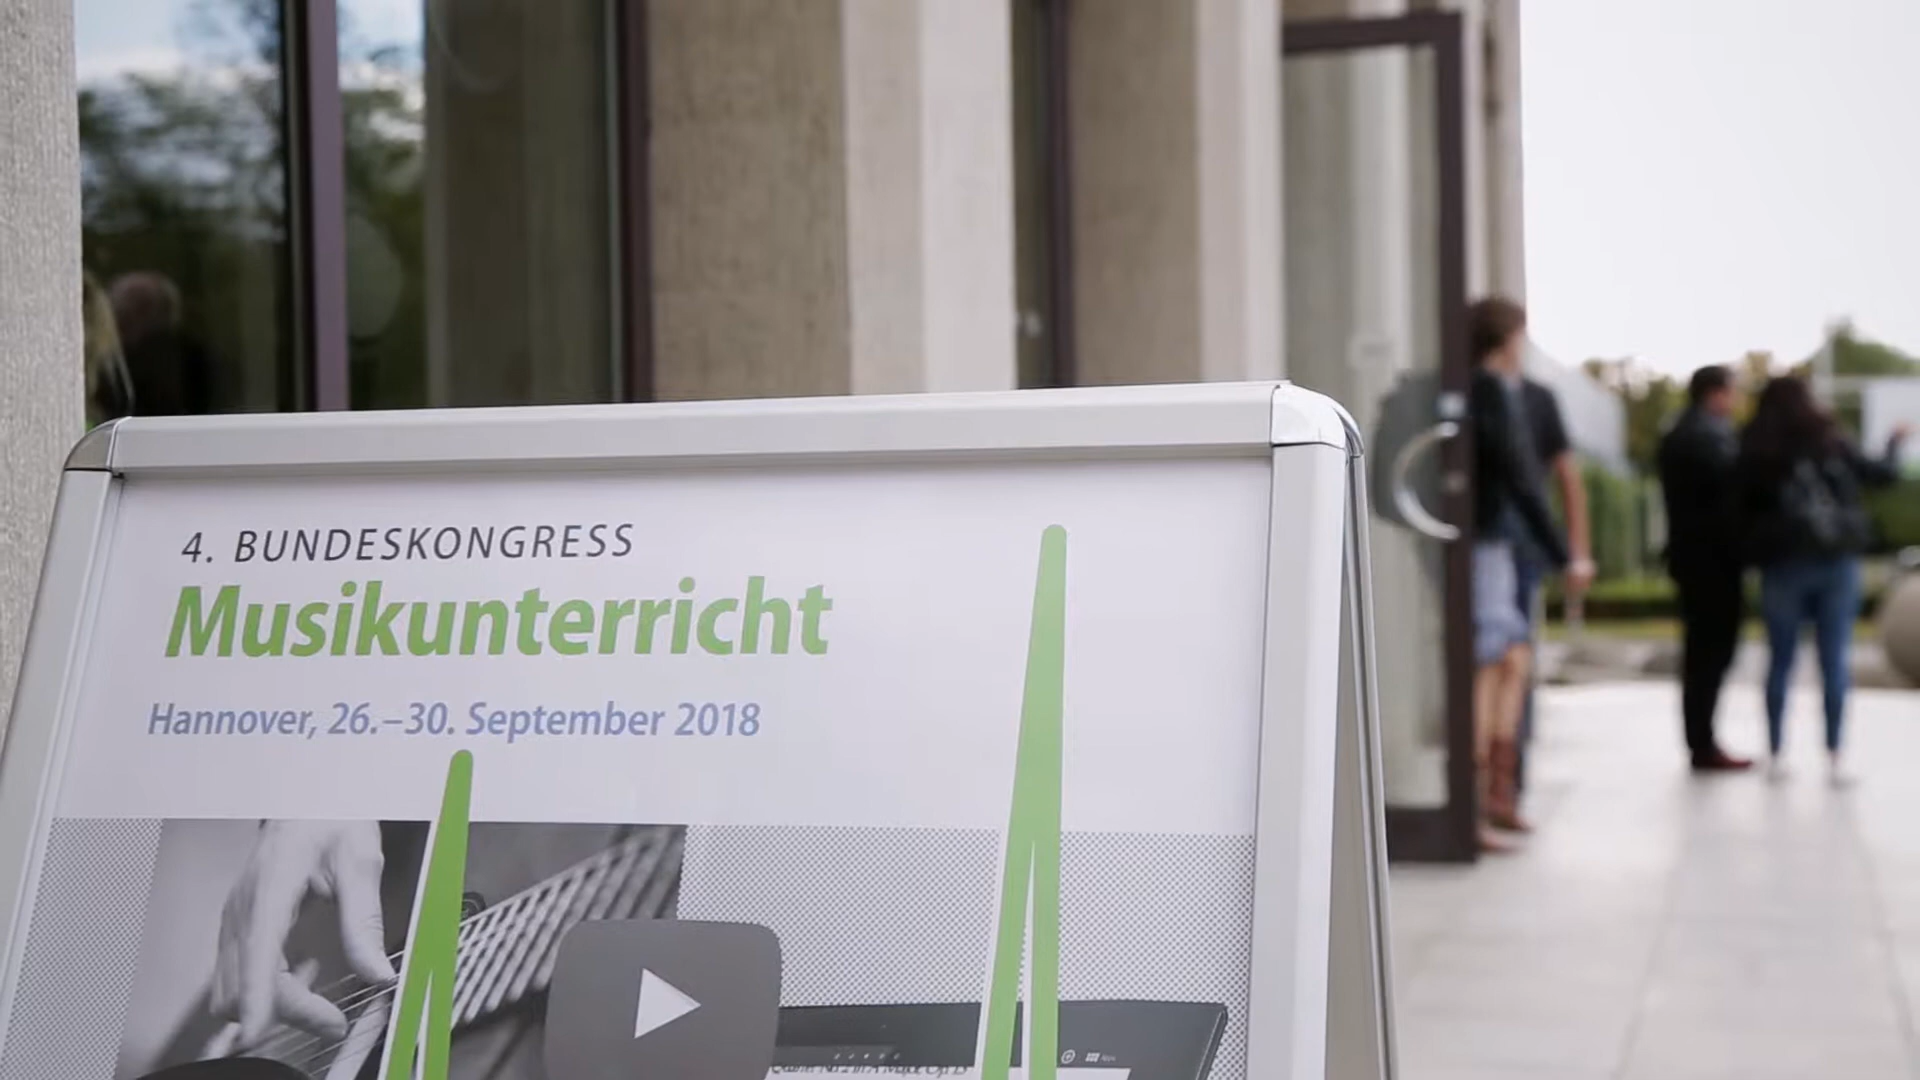 4. BUNDESKONGRESS
Musikunterricht
Hannover, 26.–30. September 2018